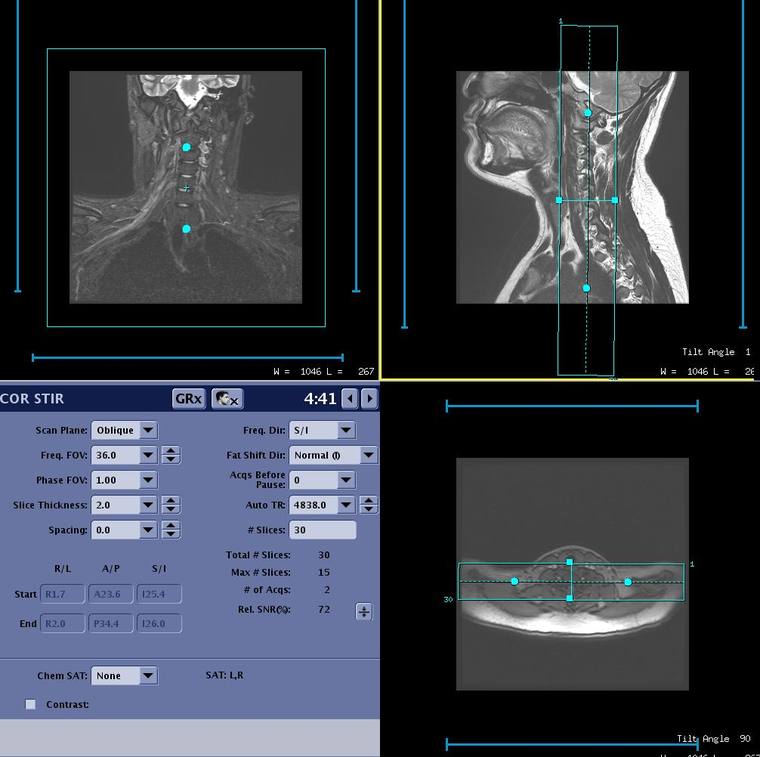 1
W = 1046 L = 267
Tilt Angle 1
W = 1046 L = 26
COR STIR GRx 4:41
Scan Plane: Oblique Freq. Dir: S/I
Freq. FOV: 36.0 Fat Shift Dir: Normal (I)
Phase FOV: 1.00 Acqs Before Pause: 0
Slice Thickness: 2.0 Auto TR: 4838.0
Spacing: 0.0 # Slices: 30
Total # Slices: 30
R/L A/P S/I Max # Slices: 15
Start R1.7 A23.6 I25.4 # of Acqs: 2
End R2.0 P34.4 I26.0 Rel. SNR(%): 72
Chem SAT: None SAT: L,R
Contrast:
1
30
Tilt Angle 90